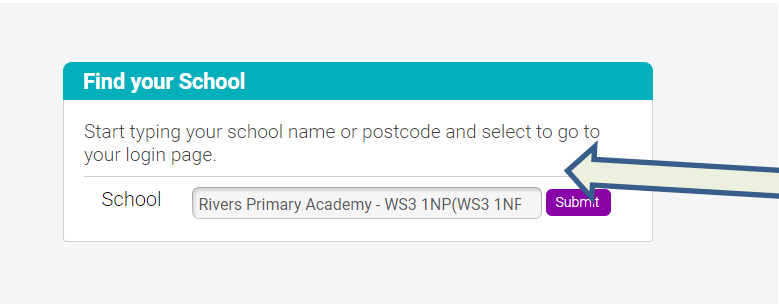 Find your School
Start typing your school name or postcode and select to go to
your login page.
School
Rivers Primary Academy - WS3 1NP(WS3 1NP
Submit